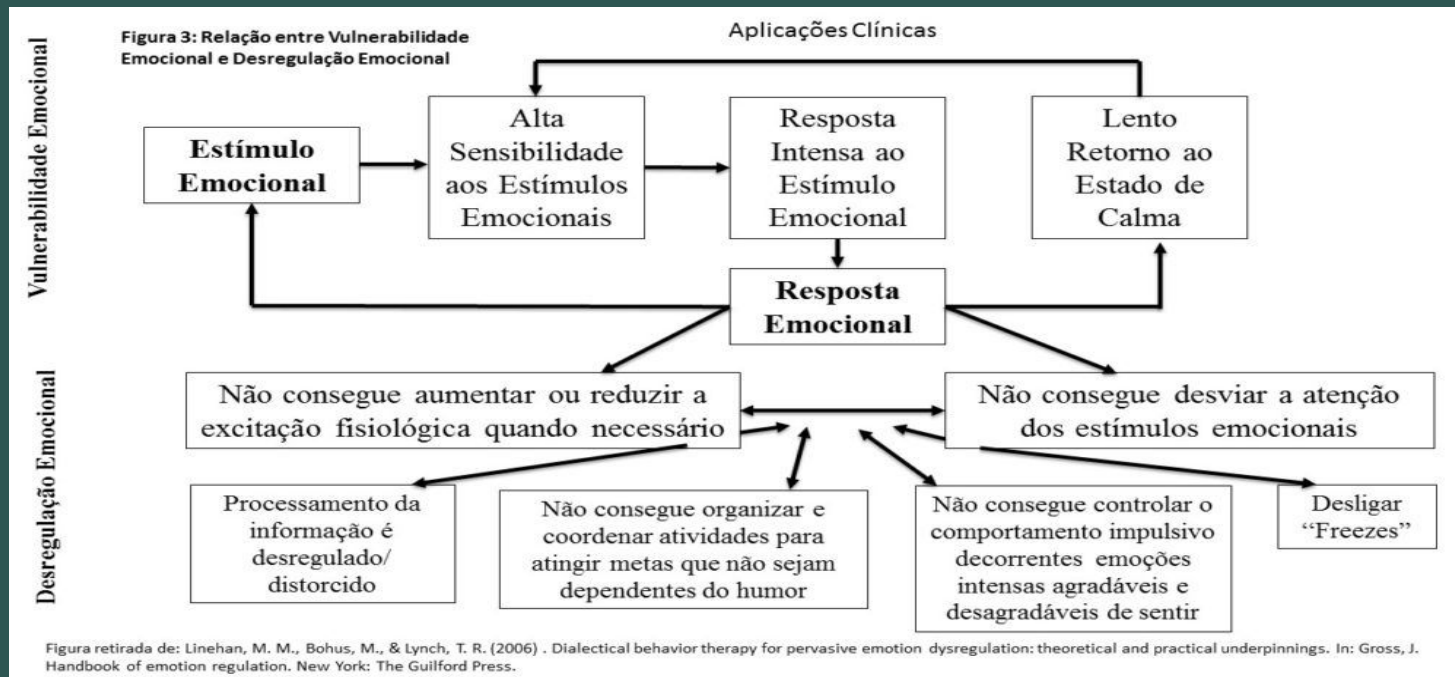 Figura 3: Relação entre Vulnerabilidade
Emocional e Desregulação Emocional
Aplicações Clínicas
Vulnerabilidade Emocional
Estímulo
Emocional
Alta
Sensibilidade
aos Estímulos
Emocionais
Resposta
Intensa ao
Estímulo
Emocional
Lento
Retorno ao
Estado de
Calma
Resposta
Emocional
Desregulação Emocional
Não consegue aumentar ou reduzir a
excitação fisiológica quando necessário
Não consegue desviar a atenção
dos estímulos emocionais
Processamento da
informação é
desregulado/
distorcido
Não consegue organizar e
coordenar atividades para
atingir metas que não sejam
dependentes do humor
Não consegue controlar o
comportamento impulsivo
decorrentes emoções
intensas agradáveis e
desagradáveis de sentir
Desligar
“Freezes”
Figura retirada de: Linehan, M. M., Bohus, M., & Lynch, T. R. (2006) . Dialectical behavior therapy for pervasive emotion dysregulation: theoretical and practical underpinnings. In: Gross, J.
Handbook of emotion regulation. New York: The Guilford Press.